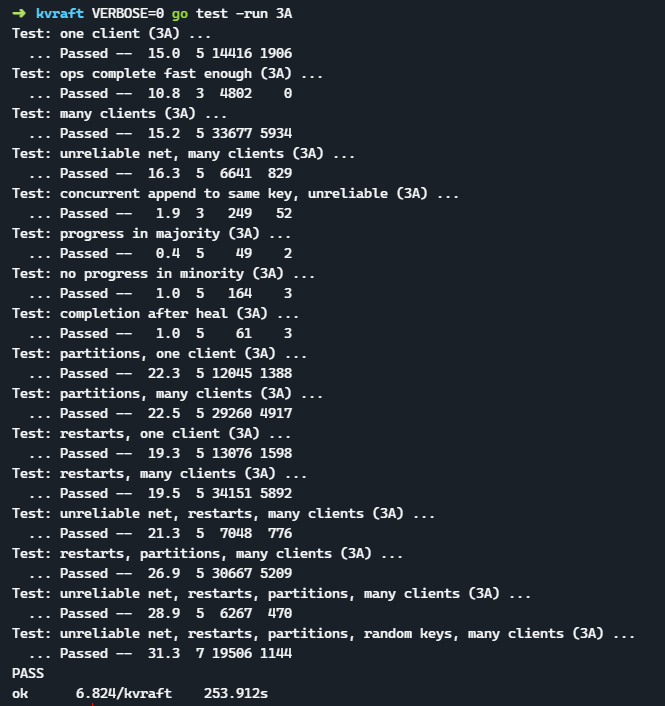 → kvraft VERBOSE=0 go test -run 3A
Test: one client (3A) ...
  ... Passed --  15.0  5 14416 1906
Test: ops complete fast enough (3A) ...
  ... Passed --  10.8  3  4802    0
Test: many clients (3A) ...
  ... Passed --  15.2  5 33677 5934
Test: unreliable net, many clients (3A) ...
  ... Passed --  16.3  5  6641  829
Test: concurrent append to same key, unreliable (3A) ...
  ... Passed --   1.9  3   249   52
Test: progress in majority (3A) ...
  ... Passed --   0.4  5    49    2
Test: no progress in minority (3A) ...
  ... Passed --   1.0  5   164    3
Test: completion after heal (3A) ...
  ... Passed --   1.0  5    61    3
Test: partitions, one client (3A) ...
  ... Passed --  22.3  5 12045 1388
Test: partitions, many clients (3A) ...
  ... Passed --  22.5  5 29260 4917
Test: restarts, one client (3A) ...
  ... Passed --  19.3  5 13076 1598
Test: restarts, many clients (3A) ...
  ... Passed --  19.5  5 34151 5892
Test: unreliable net, restarts, many clients (3A) ...
  ... Passed --  21.3  5  7048  776
Test: restarts, partitions, many clients (3A) ...
  ... Passed --  26.9  5 30667 5209
Test: unreliable net, restarts, partitions, many clients (3A) ...
  ... Passed --  28.9  5  6267  470
Test: unreliable net, restarts, partitions, random keys, many clients (3A) ...
  ... Passed --  31.3  7 19506 1144
PASS
ok      6.824/kvraft    253.912s